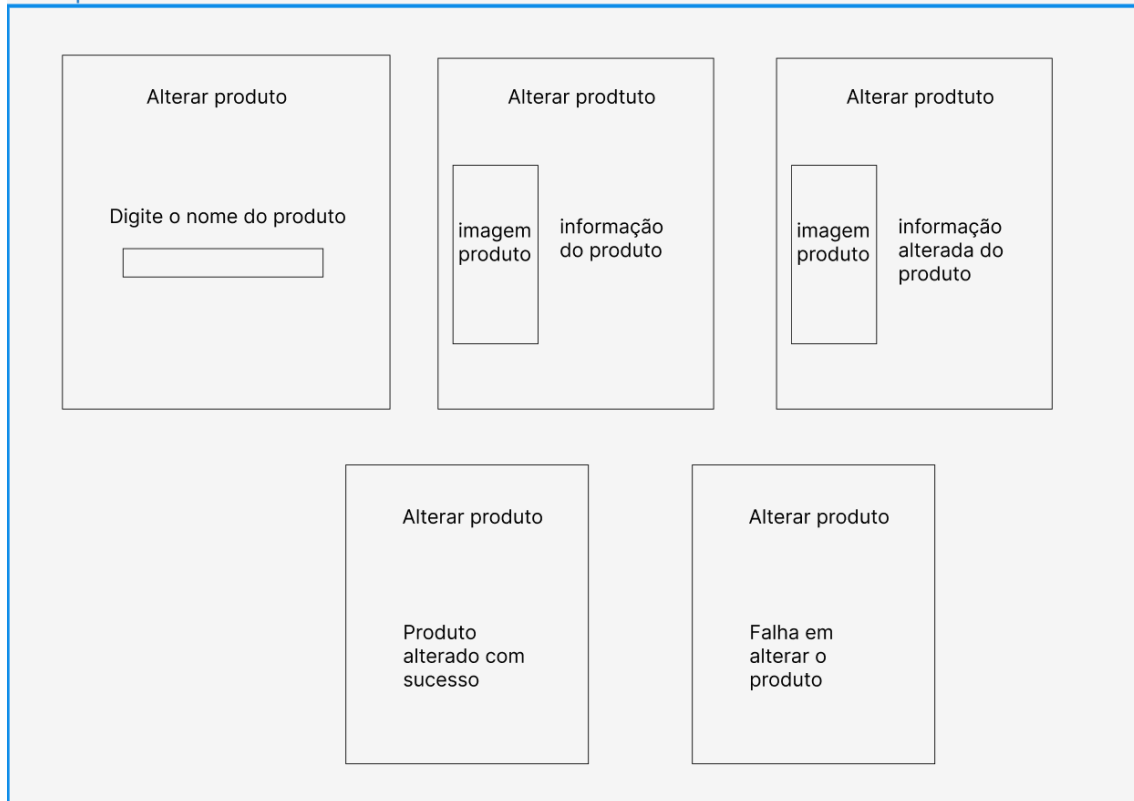 Alterar produto
Digite o nome do produto
Alterar prodtuto
imagem
produto
informação
do produto
Alterar prodtuto
imagem
produto
informação
alterada do
produto
Alterar produto
Produto
alterado com
sucesso
Alterar produto
Falha em
alterar o
produto